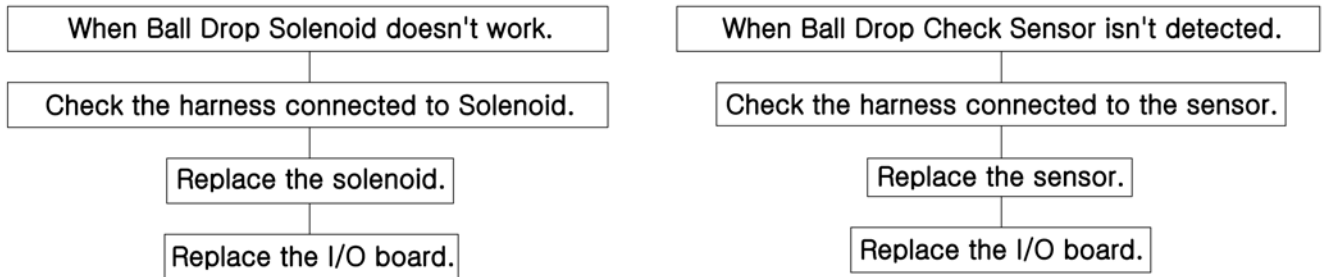 When Ball Drop Solenoid doesn't work.
Check the harness connected to Solenoid.
Replace the solenoid.
Replace the I/O board.
When Ball Drop Check Sensor isn't detected.
Check the harness connected to the sensor.
Replace the sensor.
Replace the I/O board.